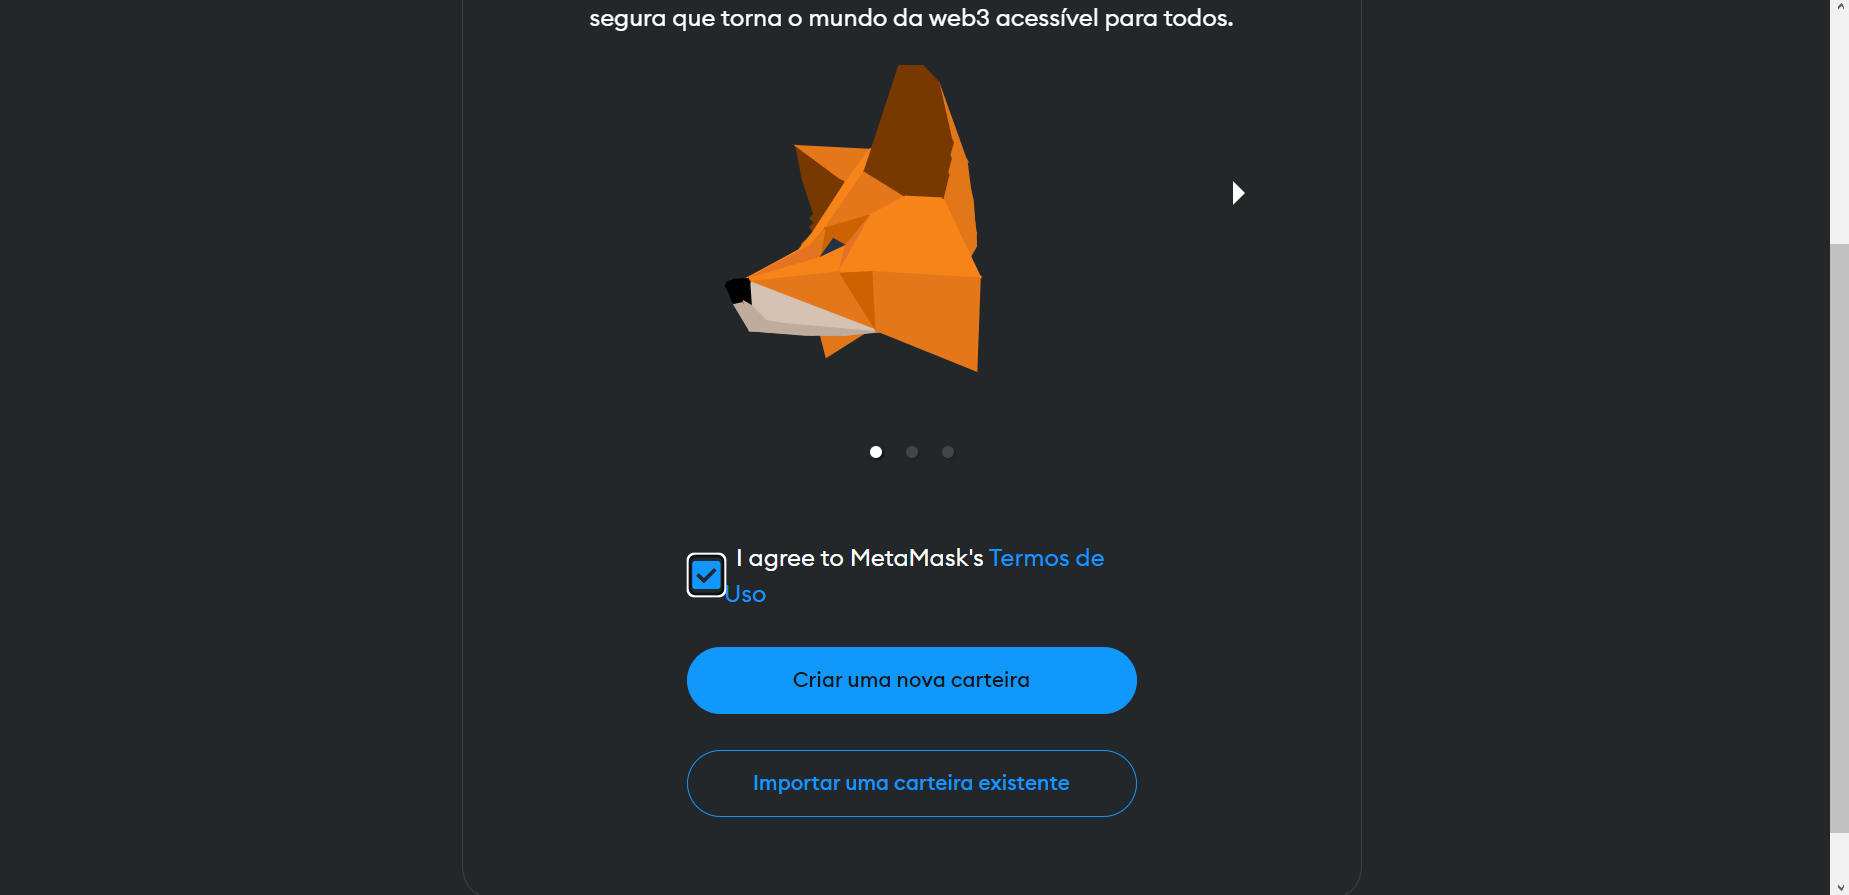 segura que torna o mundo da web3 acessível para todos.
I agree to MetaMask's Termos de
Uso
Criar uma nova carteira
Importar uma carteira existente